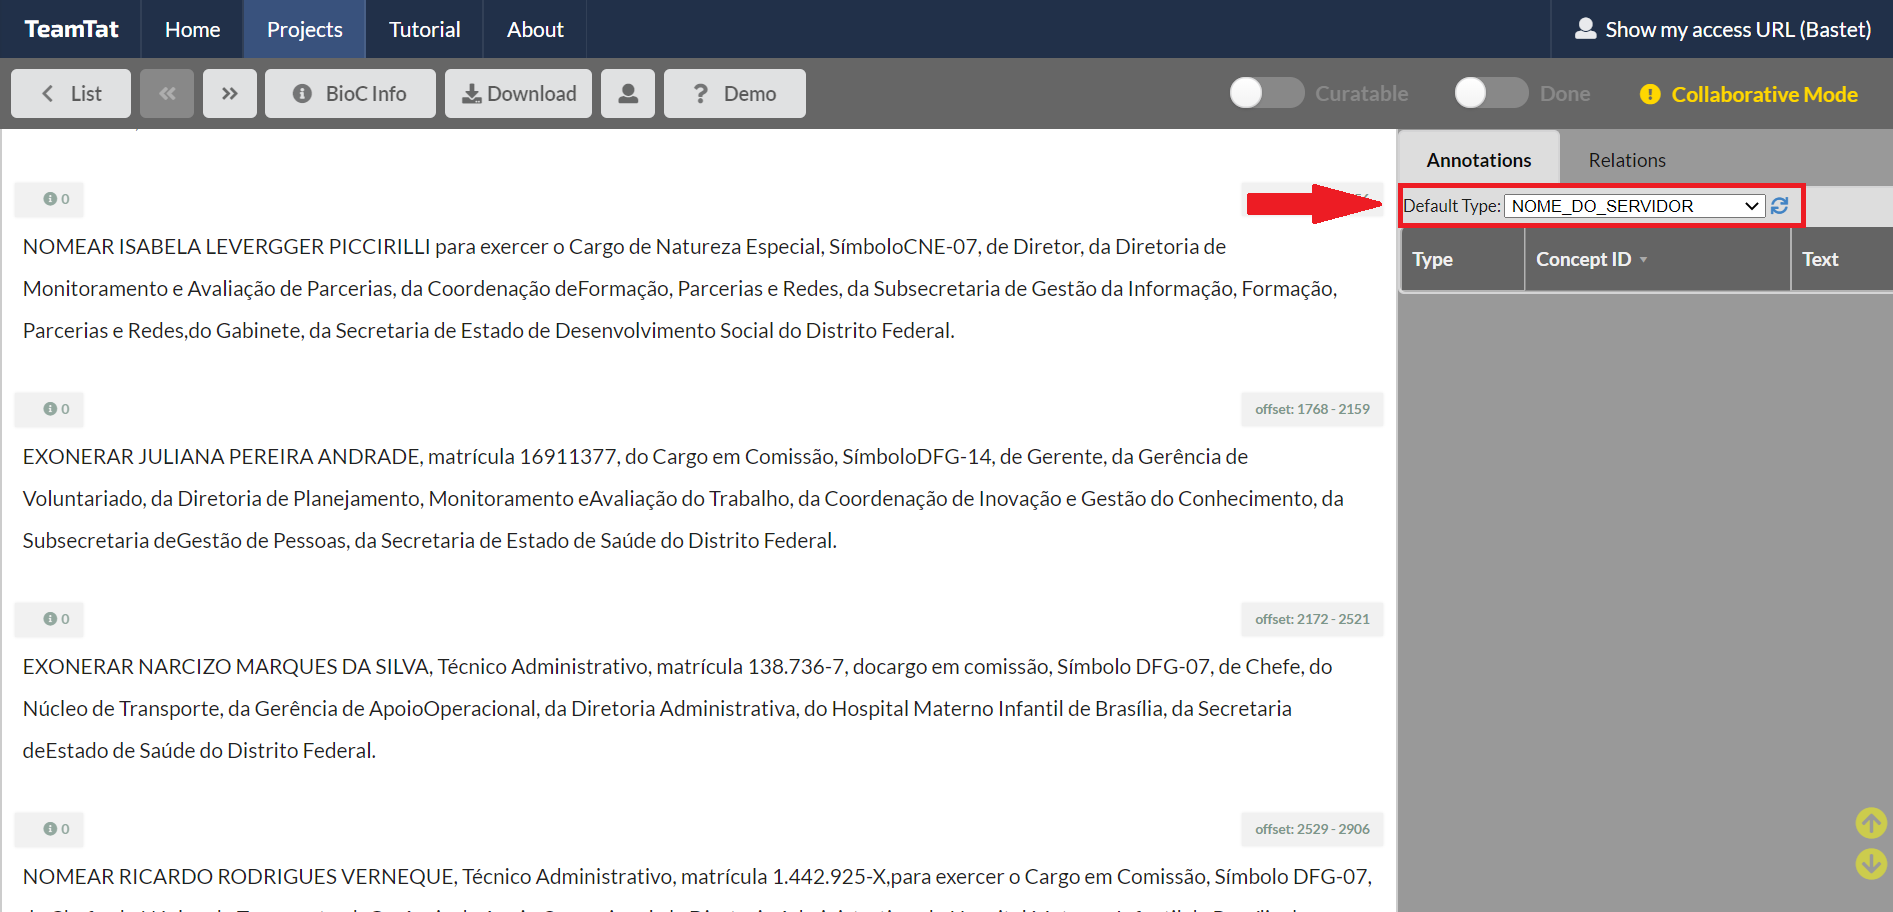 TeamTat Home Projects Tutorial About Show my access URL (Bastet)
List BioC Info Download ? Demo Curatable Done Collaborative Mode
Annotations Relations
0
Default Type: NOME_DO_SERVIDOR
Type Concept ID Text
NOMEAR ISABELA LEVERGGER PICCIRILLI para exercer o Cargo de Natureza Especial, SímboloCNE-07, de Diretor, da Diretoria de
Monitoramento e Avaliação de Parcerias, da Coordenação deFormação, Parcerias e Redes, da Subsecretaria de Gestão da Informação, Formação,
Parcerias e Redes,do Gabinete, da Secretaria de Estado de Desenvolvimento Social do Distrito Federal.
0 offset: 1768 - 2159
EXONERAR JULIANA PEREIRA ANDRADE, matrícula 16911377, do Cargo em Comissão, SímboloDFG-14, de Gerente, da Gerência de
Voluntariado, da Diretoria de Planejamento, Monitoramento eAvaliação do Trabalho, da Coordenação de Inovação e Gestão do Conhecimento, da
Subsecretaria deGestão de Pessoas, da Secretaria de Estado de Saúde do Distrito Federal.
0 offset: 2172 - 2521
EXONERAR NARCIZO MARQUES DA SILVA, Técnico Administrativo, matrícula 138.736-7, docargo em comissão, Símbolo DFG-07, de Chefe, do
Núcleo de Transporte, da Gerência de ApoioOperacional, da Diretoria Administrativa, do Hospital Materno Infantil de Brasília, da Secretaria
deEstado de Saúde do Distrito Federal.
0 offset: 2529 - 2906
NOMEAR RICARDO RODRIGUES VERNEQUE, Técnico Administrativo, matrícula 1.442.925-X,para exercer o Cargo em Comissão, Símbolo DFG-07,